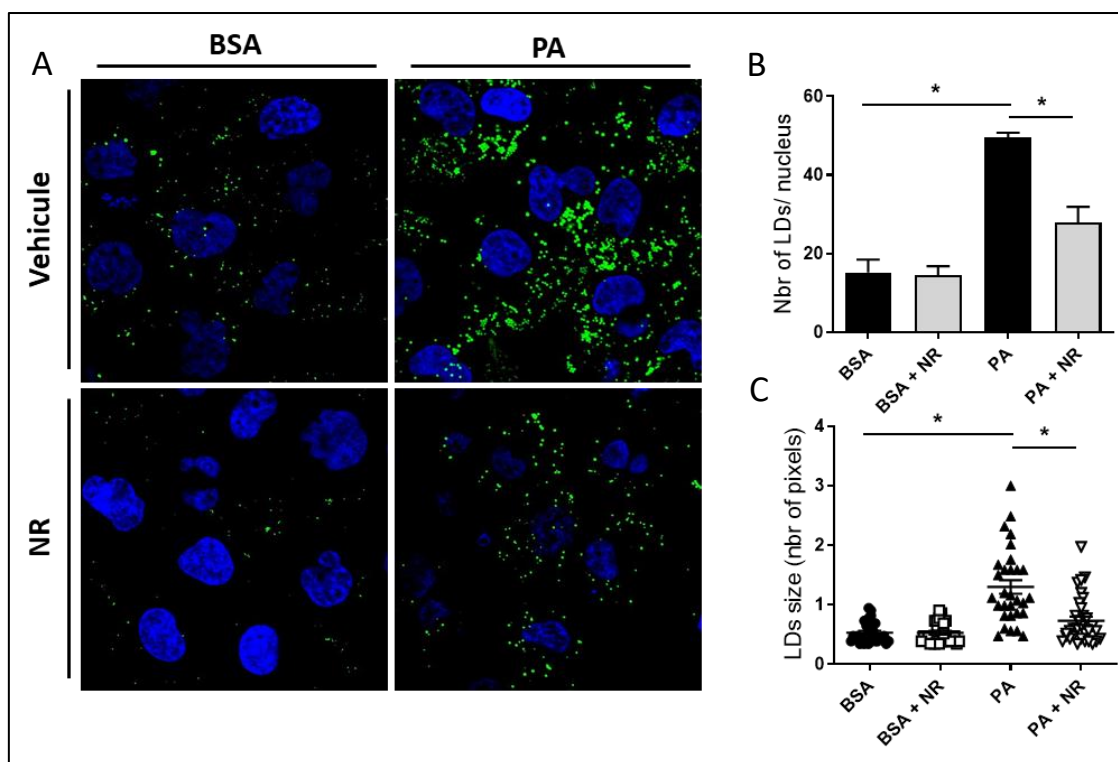 A
BSA
PA
Vehicule
NR
B
Nbr of LDs/ nucleus
60
40
20
0
*
*
BSA
BSA + NR
PA
PA + NR
C
LDs size (nbr of pixels)
4
3
2
1
0
*
*
BSA
BSA + NR
PA
PA + NR